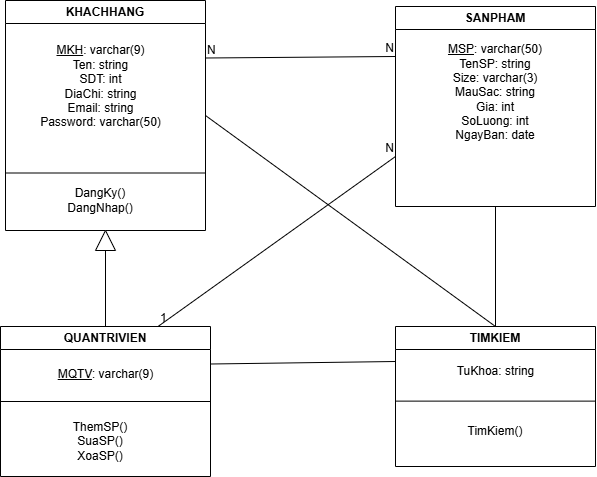 KHACHHANG
MKH: varchar(9)
Ten: string
SDT: int
DiaChi: string
Email: string
Password: varchar(50)
DangKy()
DangNhap()
N
N
SANPHAM
MSP: varchar(50)
TenSP: string
Size: varchar(3)
MauSac: string
Gia: int
SoLuong: int
NgayBan: date
N
1
QUANTRIVIEN
MQTV: varchar(9)
ThemSP()
SuaSP()
XoaSP()
TIMKIEM
TuKhoa: string
TimKiem()